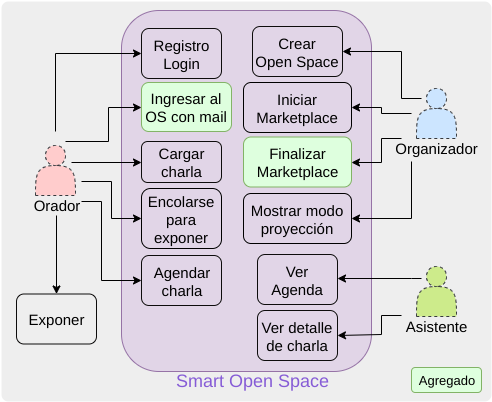 Registro
Login
Crear
Open Space
Ingresar al
OS con mail
Iniciar
Marketplace
Cargar
charla
Finalizar
Marketplace
Organizador
Orador
Encolarse
para
exponer
Mostrar modo
proyección
Agendar
charla
Ver
Agenda
Exponer
Ver detalle
de charla
Asistente
Smart Open Space
Agregado